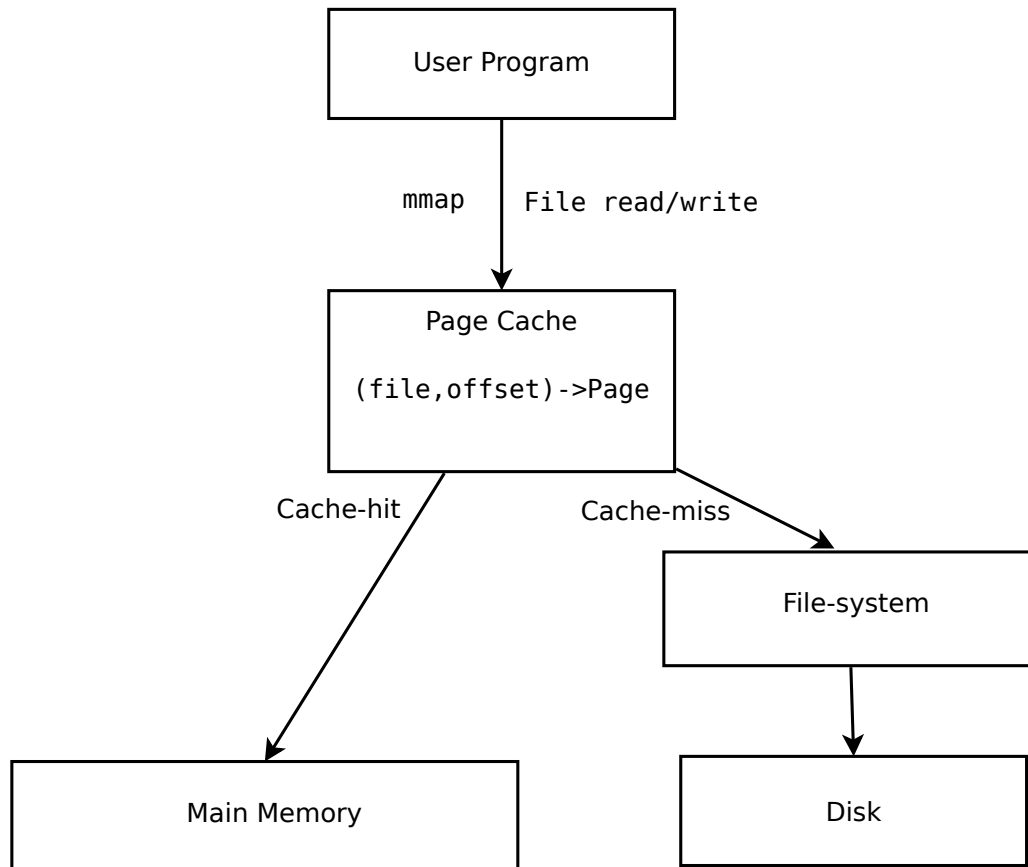 User Program
mmap
File read/write
Page Cache
(file,offset)->Page
Cache-hit
Cache-miss
File-system
Main Memory
Disk